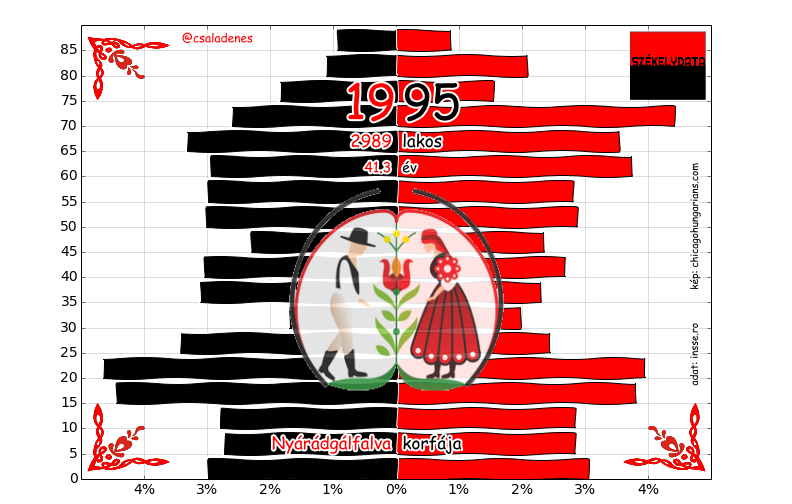 @csaladenes
SZÉKELYDATA
1995
2989 lakos
41.3 év
kép: chicagohungarians.com
adat: insse.ro
Nyárádgálfalva korfája
85
80
75
70
65
60
55
50
45
40
35
30
25
20
15
10
5
0
4% 3% 2% 1% 0% 1% 2% 3% 4%